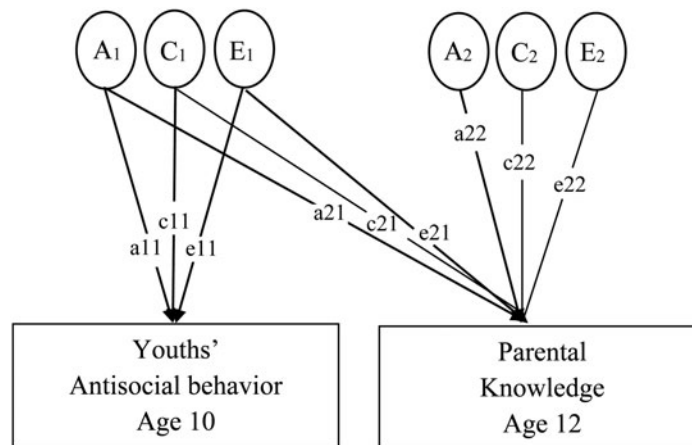 A1 C1 E1 A2 C2 E2
a22
c22
e22
a21 c21 e21
c11
a11 e11
Youths’
Antisocial behavior
Age 10
Parental
Knowledge
Age 12